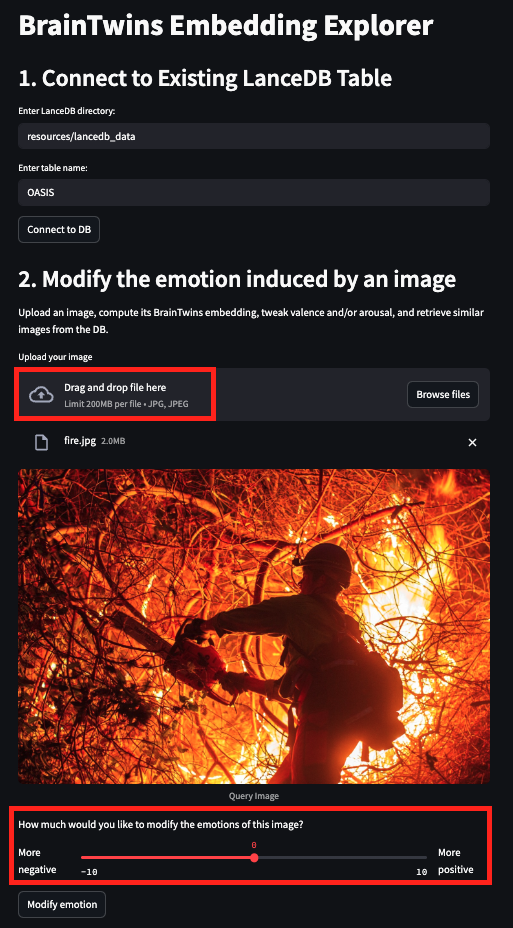 BrainTwins Embedding Explorer
1. Connect to Existing LanceDB Table
Enter LanceDB directory:
resources/lancedb_data
Enter table name:
OASIS
Connect to DB
2. Modify the emotion induced by an image
Upload an image, compute its BrainTwins embedding, tweak valence and/or arousal, and retrieve similar
images from the DB.
Upload your image
Drag and drop file here
Limit 200MB per file • JPG, JPEG
Browse files
fire.jpg 2.0MB
Query Image
How much would you like to modify the emotions of this image?
More
negative
0
-10
10
More
positive
Modify emotion